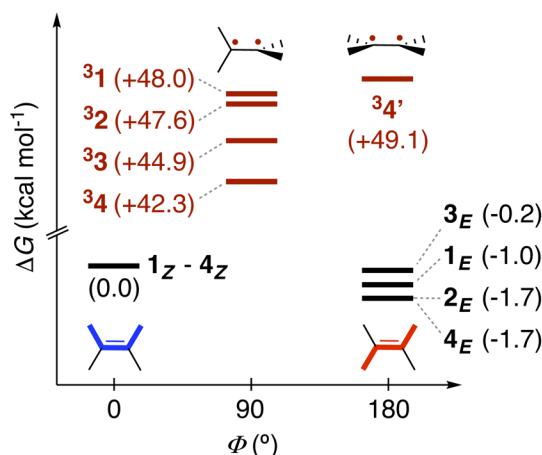 ³1 (+48.0)
³2 (+47.6)
³3 (+44.9)
³4 (+42.3)
³4'
(+49.1)
ΔG (kcal mol⁻¹)
1Z - 4Z
(0.0)
3E (-0.2)
1E (-1.0)
2E (-1.7)
4E (-1.7)
0
90
180
Φ (º)